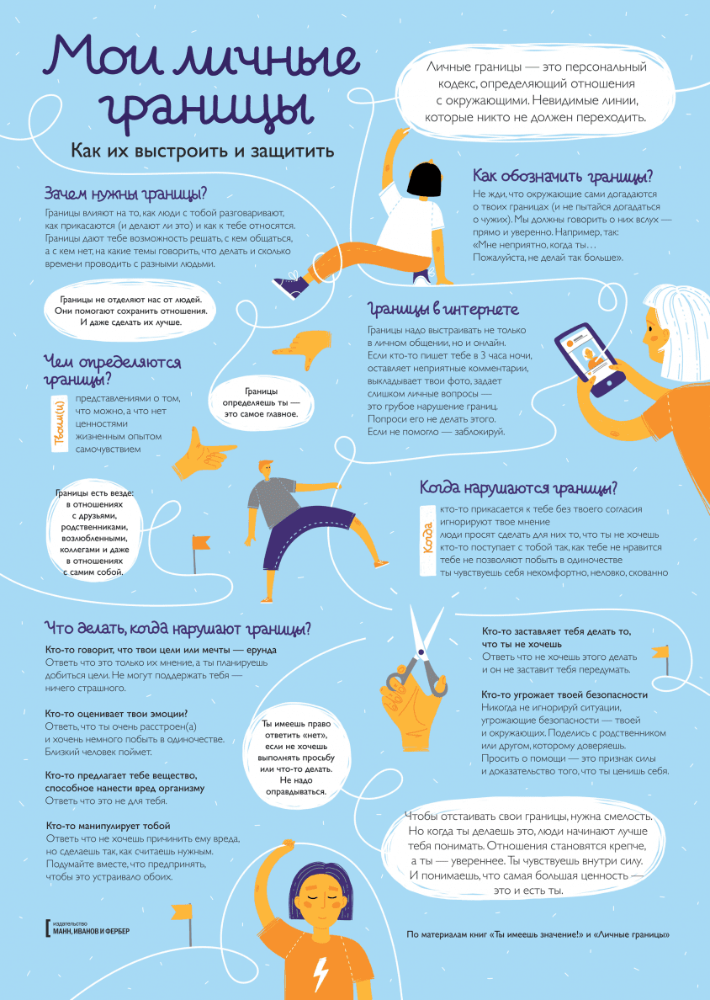 Мои личные
границы
Как их выстроить и защитить
Личные границы — это персональный
кодекс, определяющий отношения
с окружающими. Невидимые линии,
которые никто не должен переходить.
Зачем нужны границы?
Границы влияют на то, как люди с тобой разговаривают,
как прикасаются (и делают ли это) и как к тебе относятся.
Границы дают тебе возможность решать, с кем общаться,
а с кем нет, на какие темы говорить, что делать и сколько
времени проводить с разными людьми.
Границы не отделяют нас от людей.
Они помогают сохранить отношения.
И даже сделать их лучше.
Как обозначить границы?
Не жди, что окружающие сами догадаются
о твоих границах (и не пытайся догадаться
о чужих). Мы должны говорить о них вслух —
прямо и уверенно. Например, так:
«Мне неприятно, когда ты…
Пожалуйста, не делай так больше».
Границы в интернете
Границы надо выстраивать не только
в личном общении, но и онлайн.
Если кто-то пишет тебе в 3 часа ночи,
оставляет неприятные комментарии,
выкладывает твои фото, задает
слишком личные вопросы —
это грубое нарушение границ.
Попроси его не делать этого.
Если не помогло — заблокируй.
Чем определяются
границы?
Твоим(и)
представлениями о том,
что можно, а что нет
ценностями
жизненным опытом
самочувствием
Границы
определяешь ты —
это самое главное.
Границы есть везде:
в отношениях
с друзьями,
родственниками,
возлюбленными,
коллегами и даже
в отношениях
с самим собой.
Когда нарушаются границы?
Когда
кто-то прикасается к тебе без твоего согласия
игнорируют твое мнение
люди просят сделать для них то, что ты не хочешь
кто-то поступает с тобой так, как тебе не нравится
тебе не позволяют побыть в одиночестве
ты чувствуешь себя некомфортно, неловко, скованно
Что делать, когда нарушают границы?
Кто-то говорит, что твои цели или мечты — ерунда
Ответь что это только их мнение, а ты планируешь
добиться цели. Не могут поддержать тебя —
ничего страшного.
Кто-то оценивает твои эмоции?
Ответь, что ты очень расстроен(а)
и хочешь немного побыть в одиночестве.
Близкий человек поймет.
Кто-то предлагает тебе вещество,
способное нанести вред организму
Ответь что это не для тебя.
Кто-то манипулирует тобой
Ответь что не хочешь причинить ему вреда,
но сделаешь так, как считаешь нужным.
Подумайте вместе, что предпринять,
чтобы это устраивало обоих.
Ты имеешь право
ответить «нет»,
если не хочешь
выполнять просьбу
или что-то делать.
Не надо
оправдываться.
Кто-то заставляет тебя делать то,
что ты не хочешь
Ответь что не хочешь этого делать
и он не заставит тебя передумать.
Кто-то угрожает твоей безопасности
Никогда не игнорируй ситуации,
угрожающие безопасности — твоей
и окружающих. Поделись с родственником
или другом, которому доверяешь.
Просить о помощи — это признак силы
и доказательство того, что ты ценишь себя.
Чтобы отстаивать свои границы, нужна смелость.
Но когда ты делаешь это, люди начинают лучше
тебя понимать. Отношения становятся крепче,
а ты — увереннее. Ты чувствуешь внутри силу.
И понимаешь, что самая большая ценность —
это и есть ты.
издательство
МАНН, ИВАНОВ И ФЕРБЕР
По материалам книг «Ты имеешь значение!» и «Личные границы»